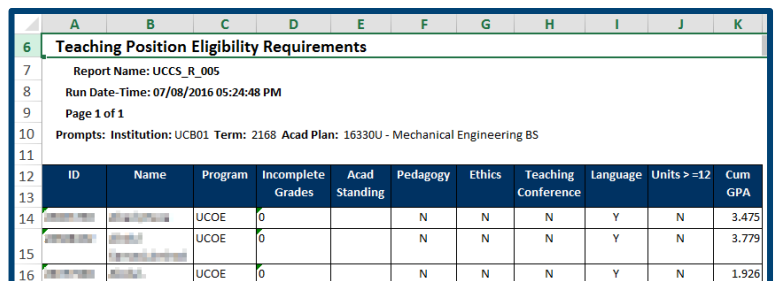 A B C D E F G H I J K
6 Teaching Position Eligibility Requirements
7 Report Name: UCCS_R_005
8 Run Date-Time: 07/08/2016 05:24:48 PM
9 Page 1 of 1
10 Prompts: Institution: UCB01 Term: 2168 Acad Plan: 16330U - Mechanical Engineering BS
11
12 ID Name Program Incomplete Acad Pedagogy Ethics Teaching Language Units > =12 Cum
13 Grades Standing Conference GPA
14 UCOE 0 N N N Y N 3.475
UCOE 0 N N N Y N 3.779
15
16 UCOE 0 N N N Y N 1.926